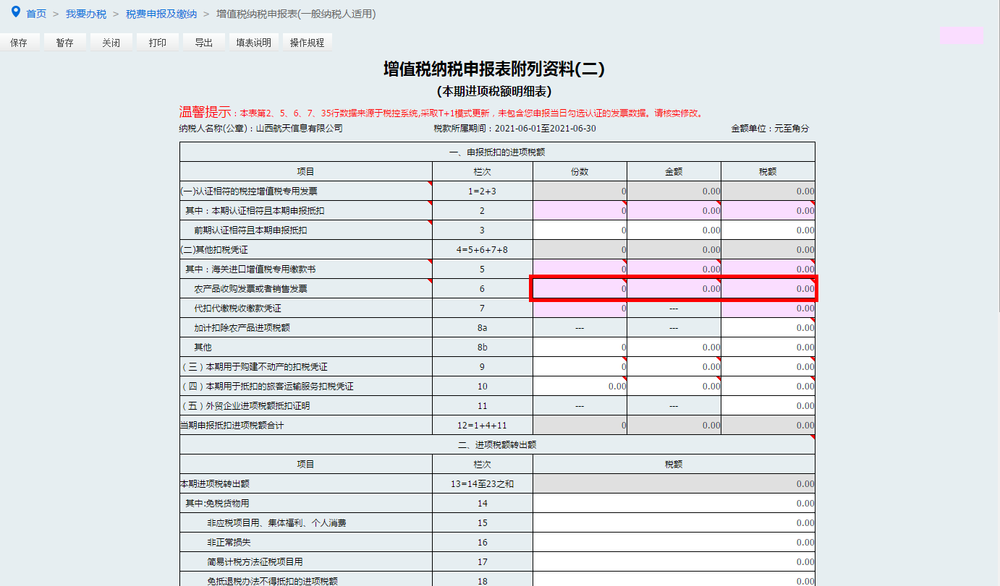 首页 > 我要办税 > 税费申报及缴纳 > 增值税纳税申报表(一般纳税人适用)
保存 暂存 关闭 打印 导出 填表说明 操作规程
增值税纳税申报表附列资料(二)
(本期进项税额明细表)
温馨提示：本表第2、5、6、7、35行数据来源于税控系统,采取T+1模式更新，未包含您申报当日勾选认证的发票数据。请核实修改。
纳税人名称(公章)：山西航天信息有限公司 税款所属期间：2021-06-01至2021-06-30 金额单位：元至角分
一、申报抵扣的进项税额
项目 栏次 份数 金额 税额
(一)认证相符的税控增值税专用发票 1=2+3 0 0.00 0.00
其中：本期认证相符且本期申报抵扣 2 0 0.00 0.00
前期认证相符且本期申报抵扣 3 0 0.00 0.00
(二)其他扣税凭证 4=5+6+7+8 0 0.00 0.00
其中：海关进口增值税专用缴款书 5 0 0.00 0.00
农产品收购发票或者销售发票 6 0 0.00 0.00
代扣代缴税收缴款凭证 7 0 --- 0.00
加计扣除农产品进项税额 8a --- --- 0.00
其他 8b 0 0.00 0.00
（三）本期用于购建不动产的扣税凭证 9 0 0.00 0.00
（四）本期用于抵扣的旅客运输服务扣税凭证 10 0.00 0.00 0.00
（五）外贸企业进项税额抵扣证明 11 --- --- 0.00
当期申报抵扣进项税额合计 12=1+4+11 0 0.00 0.00
二、进项税额转出额
项目 栏次 税额
本期进项税转出额 13=14至23之和 0.00
其中:免税货物用 14 0.00
非应税项目用、集体福利、个人消费 15 0.00
非正常损失 16 0.00
简易计税方法征税项目用 17 0.00
免抵退税办法不得抵扣的进项税额 18 0.00